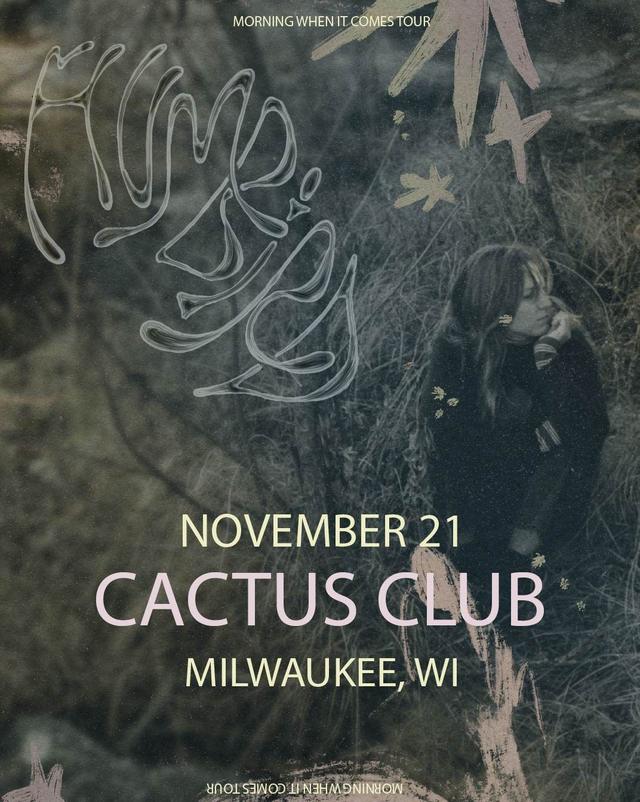 MORNING WHEN IT COMES TOUR
NOVEMBER 21
CACTUS CLUB
MILWAUKEE, WI
MORNING WHEN IT COMES TOUR